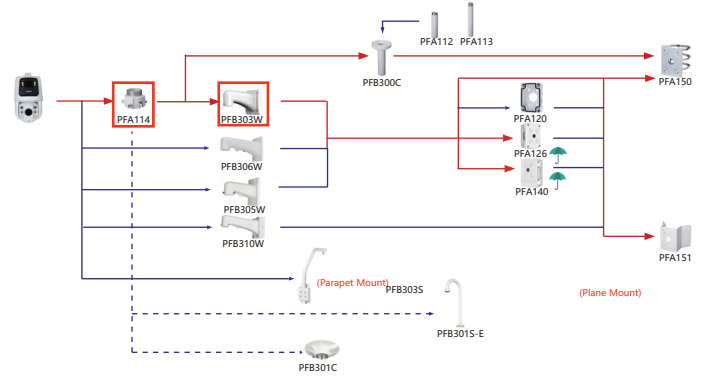 PFA112
PFA113
PFB300C
PFA150
PFA114
PFB303W
PFA120
PFB306W
PFA126
PFB305W
PFA140
PFB310W
PFA151
(Parapet Mount)
PFB303S
(Plane Mount)
PFB301S-E
PFB301C